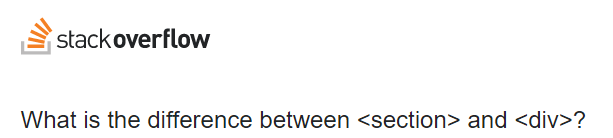 stackoverflow
What is the difference between <section> and <div>?